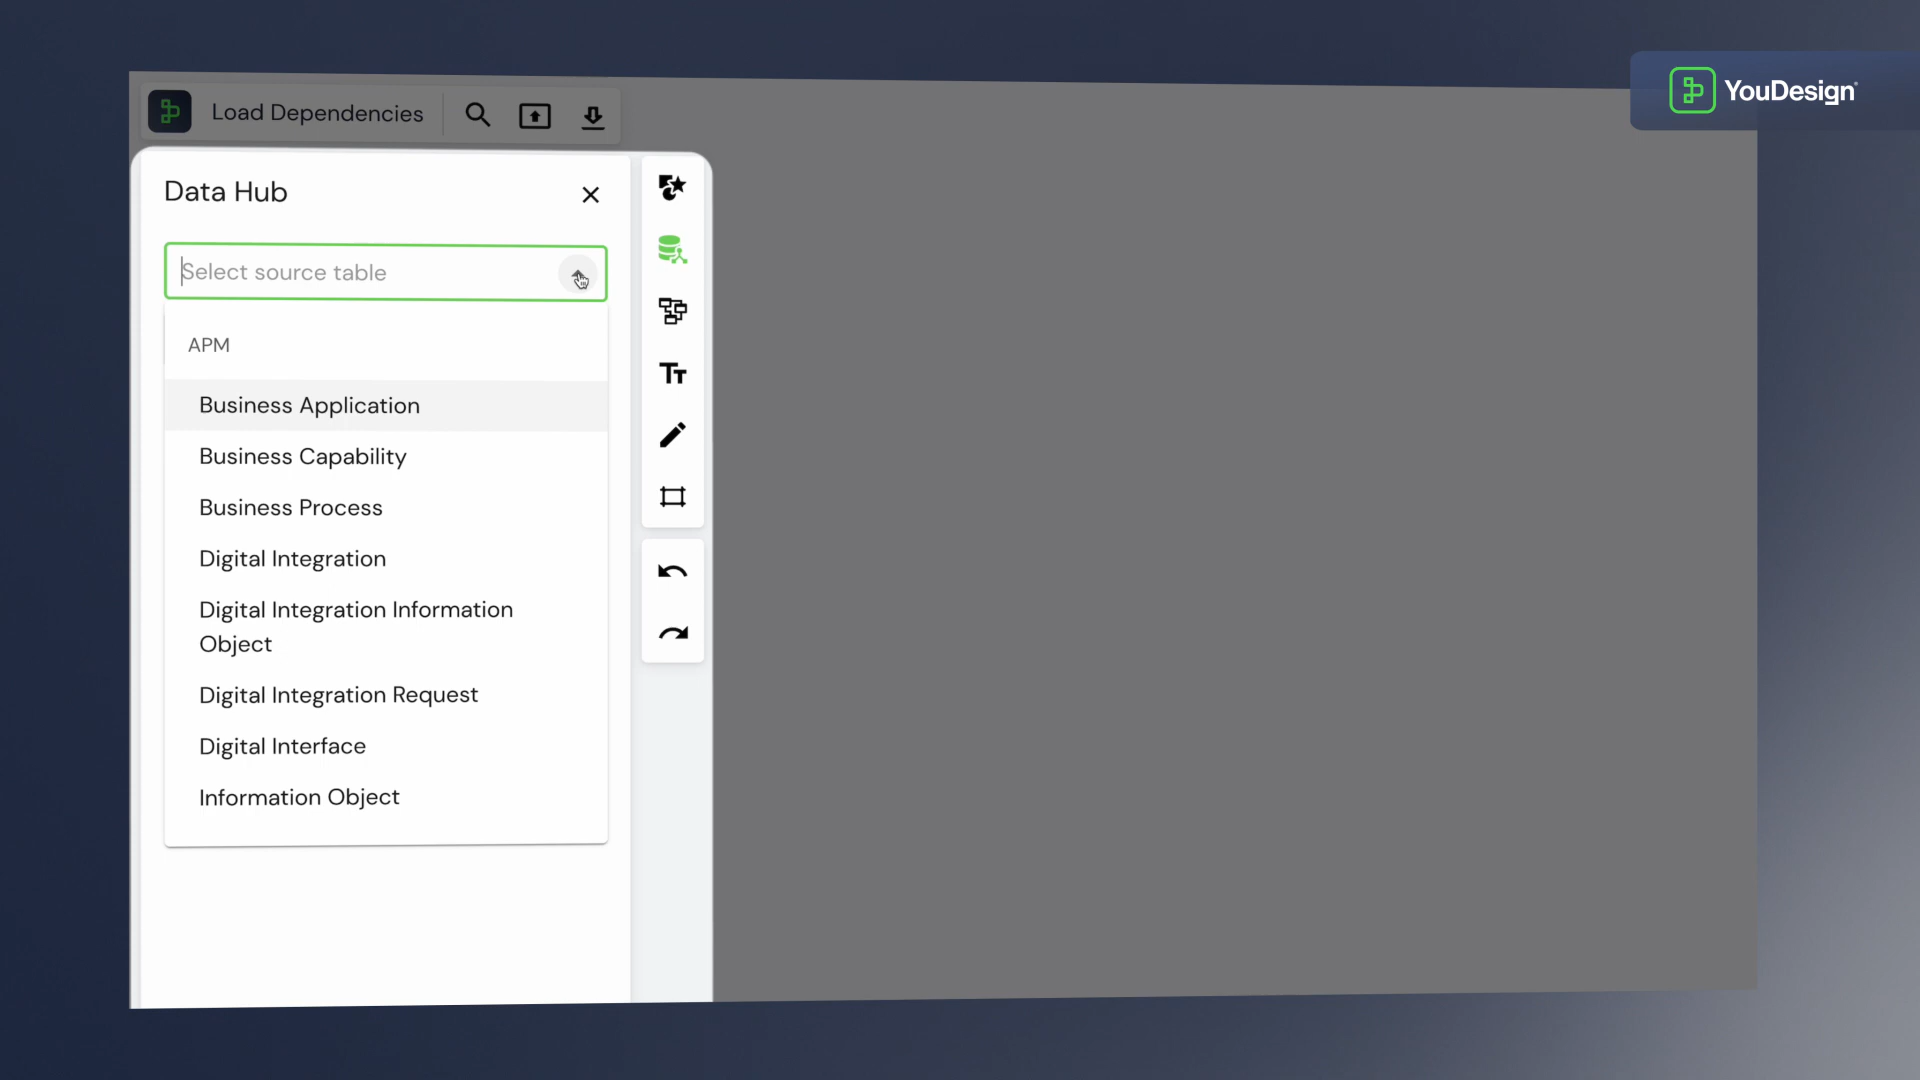 YouDesign
Load Dependencies
Data Hub
Select source table
APM
Business Application
Business Capability
Business Process
Digital Integration
Digital Integration Information
Object
Digital Integration Request
Digital Interface
Information Object